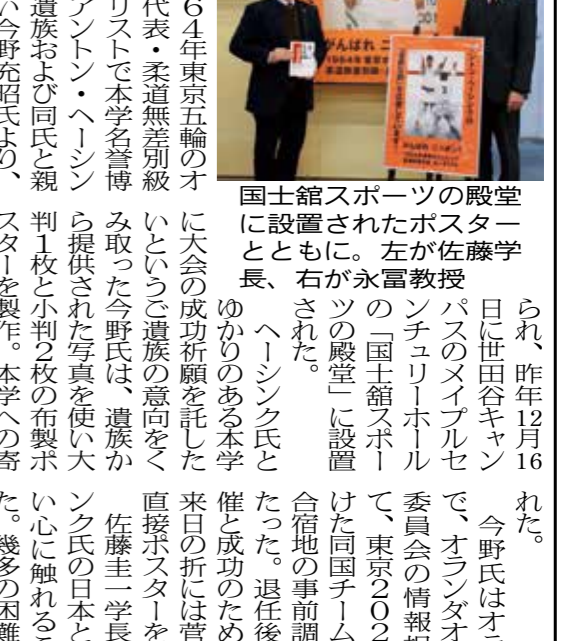 がんばれ ニ
がんばれ ニッポン
国士舘スポーツの殿堂
に設置されたポスター
とともに。左が佐藤学
長、右が永冨教授
64年東京五輪のオ
代表・柔道無差別級
リストで本学名誉博
アントン・ヘーシン
遺族および同氏と親
い今野充昭氏より、
られ、昨年12月16
日に世田谷キャン
パスのメイプルセ
ンチュリーホール
の「国士舘スポー
ツの殿堂」に設置
された。
ヘーシンク氏と
ゆかりのある本学
に大会の成功祈願を託した
いというご遺族の意向をく
み取った今野氏は、遺族か
ら提供された写真を使い大
判1枚と小判2枚の布製ポ
スターを製作。本学への寄
れた。
今野氏はオ
で、オランダオ
委員会の情報
て、東京202
けた同国チーム
合宿地の事前調
たった。退任後
催と成功のため
来日の折には菅
直接ポスターを
佐藤圭一学長
ンク氏の日本と
い心に触れるこ
た。幾多の困難